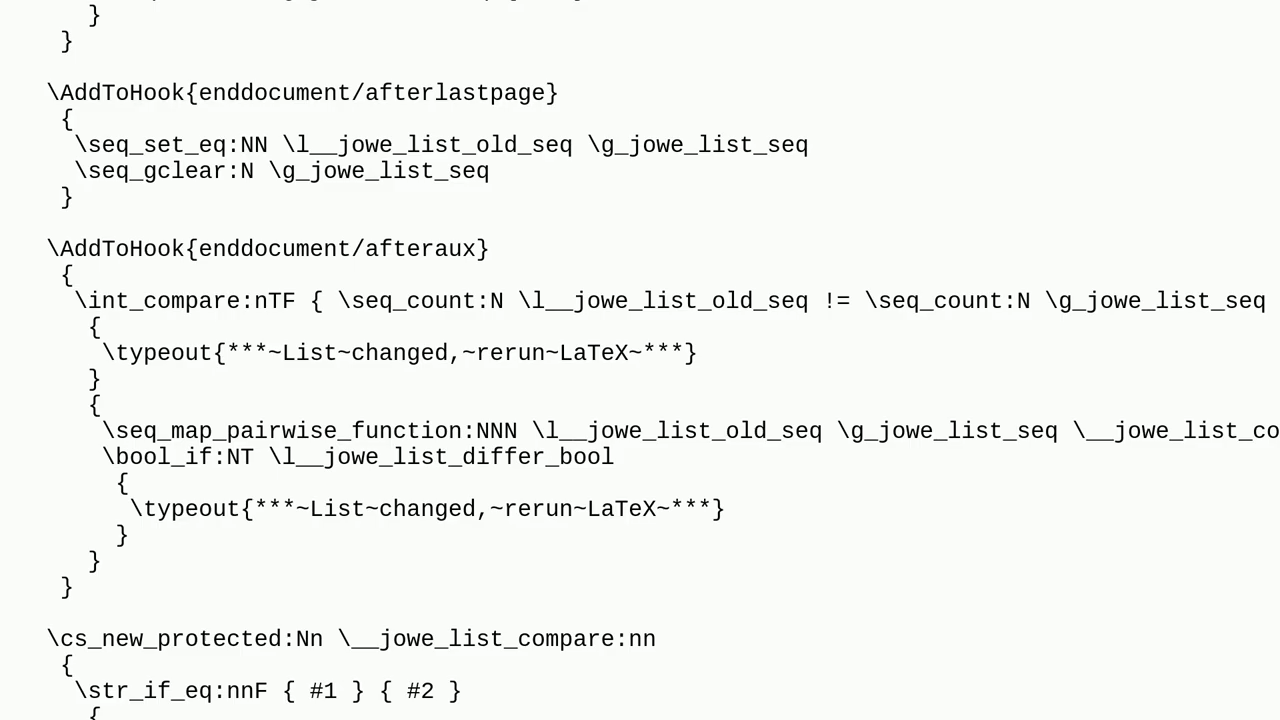 }
}
\AddToHook{enddocument/afterlastpage}
{
\seq_set_eq:NN \l__jowe_list_old_seq \g_jowe_list_seq
\seq_gclear:N \g_jowe_list_seq
}
\AddToHook{enddocument/afteraux}
{
\int_compare:nTF { \seq_count:N \l__jowe_list_old_seq != \seq_count:N \g_jowe_list_seq
{
\typeout{***~List~changed,~rerun~LaTeX~***}
}
{
\seq_map_pairwise_function:NNN \l__jowe_list_old_seq \g_jowe_list_seq \__jowe_list_co
\bool_if:NT \l__jowe_list_differ_bool
{
\typeout{***~List~changed,~rerun~LaTeX~***}
}
}
}
\cs_new_protected:Nn \__jowe_list_compare:nn
{
\str_if_eq:nnF { #1 } { #2 }
{